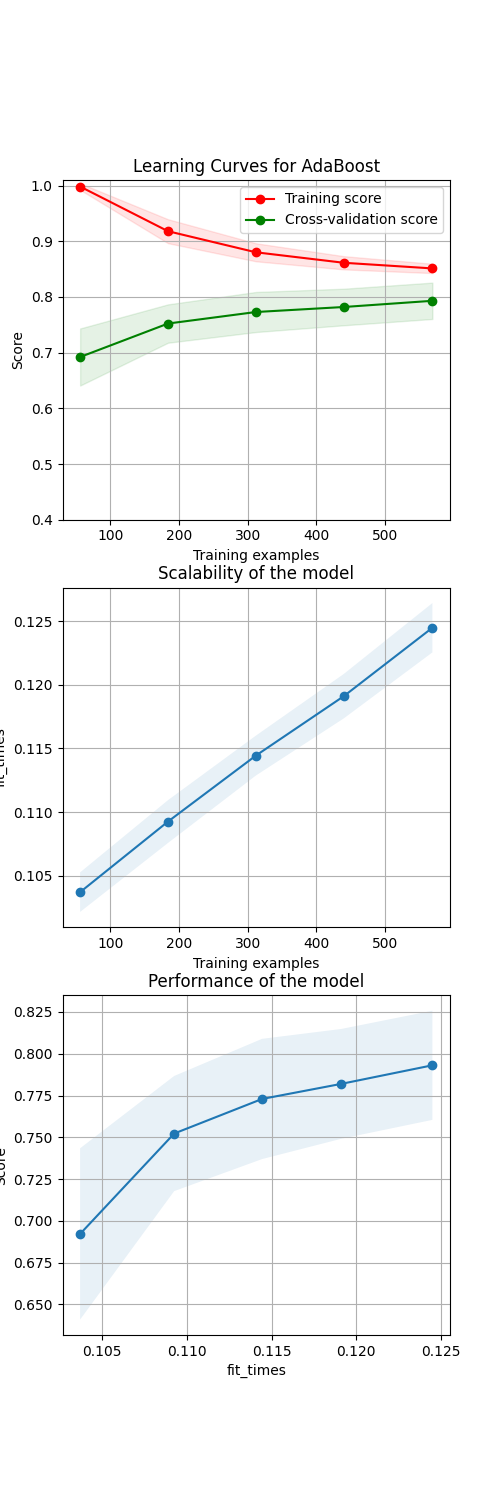 Learning Curves for AdaBoost
1.0
0.9
0.8
0.7
0.6
0.5
0.4
Score
Training score
Cross-validation score
100 200 300 400 500
Training examples
Scalability of the model
0.125
0.120
0.115
0.110
0.105
fit_times
100 200 300 400 500
Training examples
Performance of the model
0.825
0.800
0.775
0.750
0.725
0.700
0.675
0.650
Score
0.105 0.110 0.115 0.120 0.125
fit_times